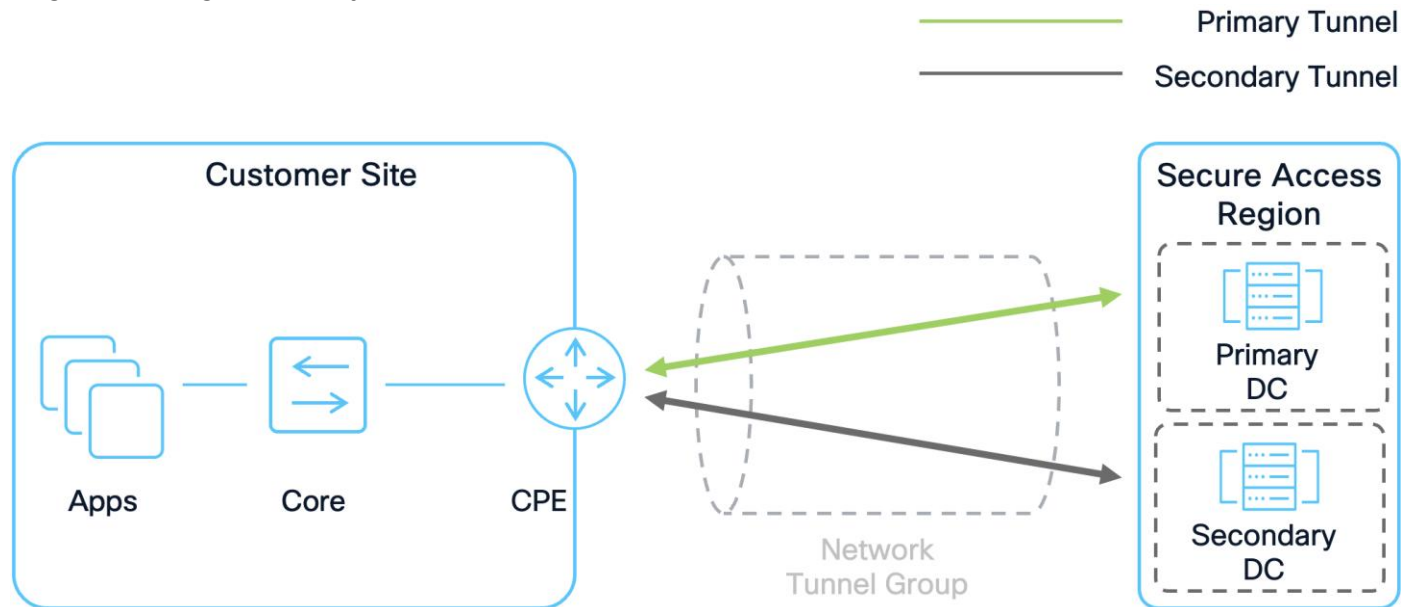 Primary Tunnel
Secondary Tunnel
Customer Site
Secure Access
Region
Primary
DC
Apps
Core
CPE
Secondary
DC
Network
Tunnel Group